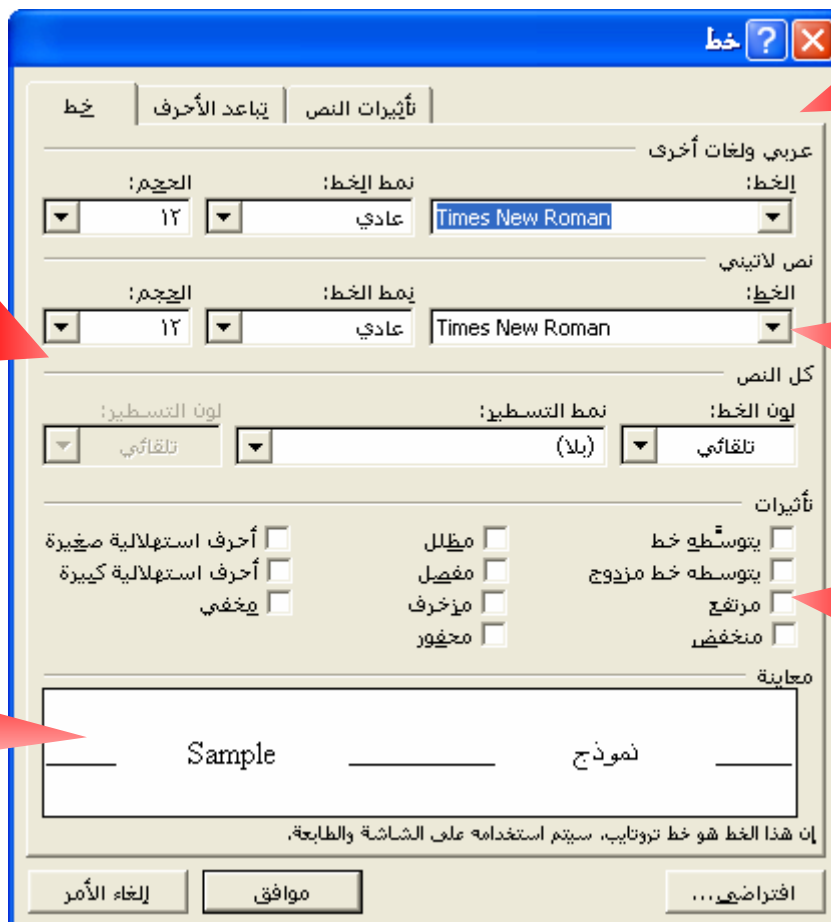 خط
خط تباعد الأحرف تأثيرات النص
عربي ولغات أخرى
الخط: نمط الخط: الحجم:
Times New Roman عادي ١٢
نص لاتيني
الخط: نمط الخط: الحجم:
Times New Roman عادي ١٢
كل النص
لون الخط: نمط التسطير: لون التسطير:
تلقائي (بلا) تلقائي
تأثيرات
يتوسطه خط مظلل أحرف استهلالية صغيرة
يتوسطه خط مزدوج مفصل أحرف استهلالية كبيرة
مرتفع مزخرف مخفي
منخفض محفور
معاينة
نموذج Sample
إن هذا الخط هو خط تروتايب، سيتم استخدامه على الشاشة والطابعة.
افتراضي... موافق إلغاء الأمر